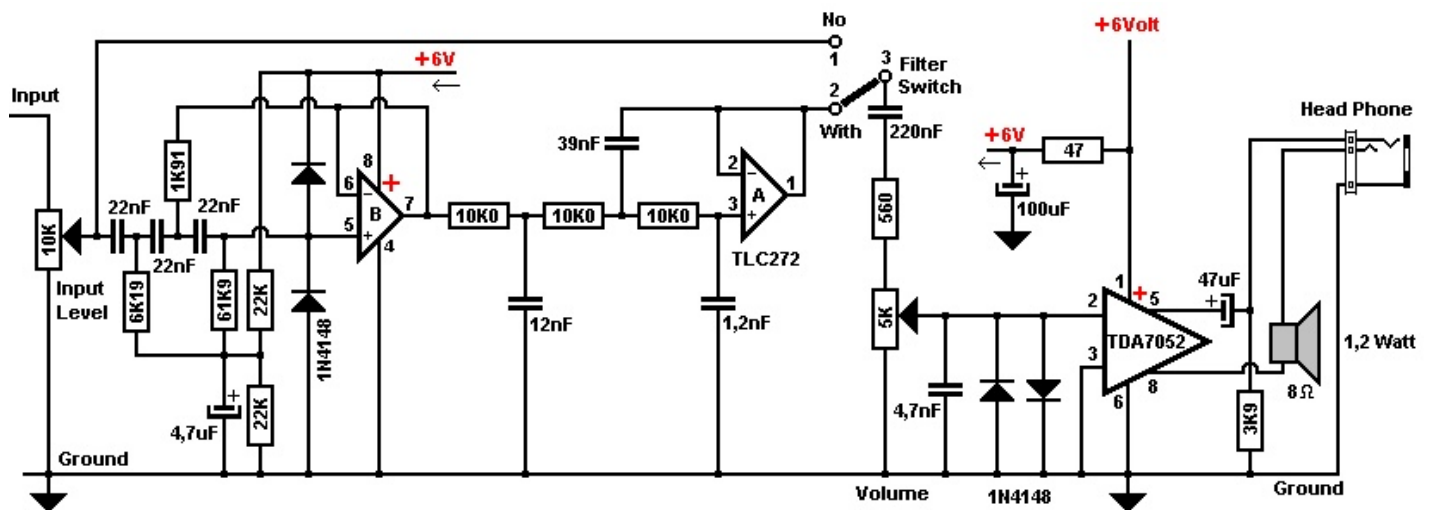 No
1
+6Volt
+6V
3
Filter
Switch
2
With
Input
39nF
220nF
Head Phone
+6V
47
1K91
8
+
6
−
B
7
5
+
4
2
−
A
1
3
+
TLC272
22nF
22nF
22nF
10K
10K0
10K0
10K0
560
+
100uF
Input
Level
6K19
61K9
22K
1N4148
12nF
1,2nF
5K
1
+
5
2
TDA7052
3
8
6
47uF
+
1,2 Watt
8Ω
4,7nF
3K9
+
4,7uF
22K
Ground
Volume
1N4148
Ground